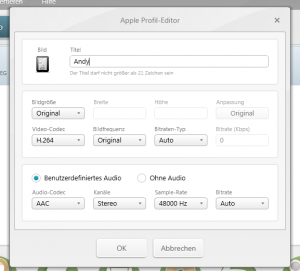 Hilfe
Apple Profil-Editor
Bild
Titel
Andy
Der Titel darf nicht größer als 21 Zeichen sein
Bildgröße
Breite
Höhe
Anpassung
Original
Original
Video-Codec
Bildfrequenz
Bitraten-Typ
Bitrate (Kbps)
H.264
Original
Auto
0
Benutzerdefiniertes Audio
Ohne Audio
Audio-Codec
Kanäle
Sample-Rate
Bitrate
AAC
Stereo
48000 Hz
Auto
OK
Abbrechen